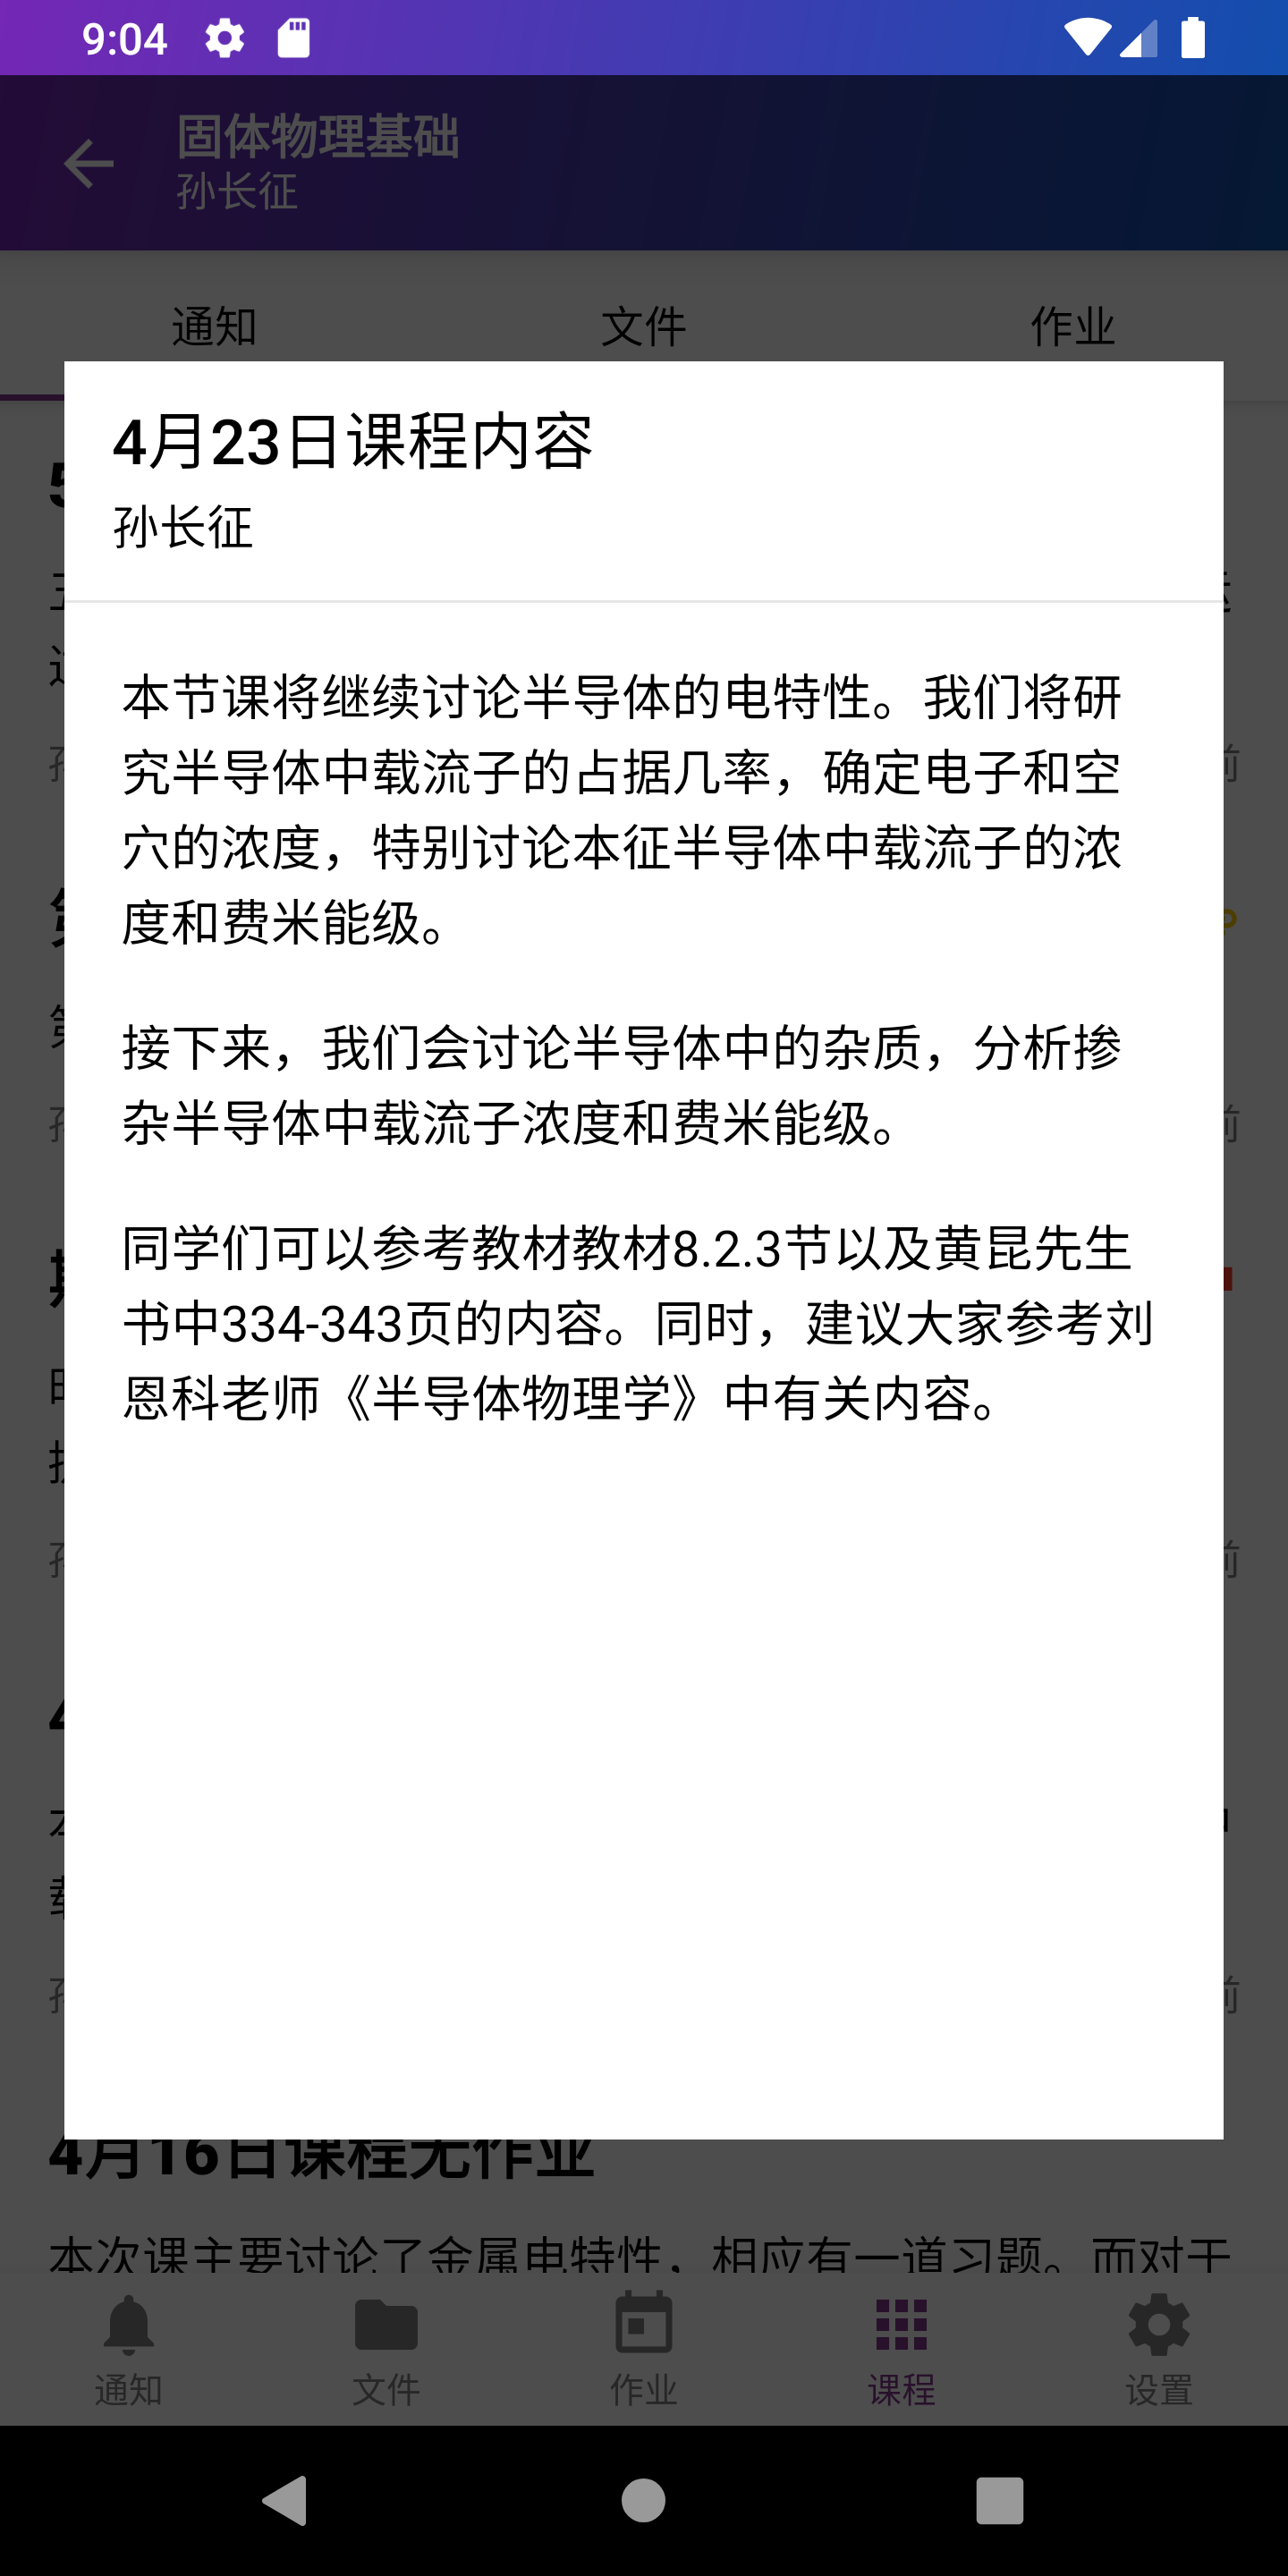 9:04
固体物理基础
孙长征
通知
文件
作业
4月23日课程内容
孙长征
本节课将继续讨论半导体的电特性。我们将研
究半导体中载流子的占据几率，确定电子和空
穴的浓度，特别讨论本征半导体中载流子的浓
度和费米能级。
接下来，我们会讨论半导体中的杂质，分析掺
杂半导体中载流子浓度和费米能级。
同学们可以参考教材教材8.2.3节以及黄昆先生
书中334-343页的内容。同时，建议大家参考刘
恩科老师《半导体物理学》中有关内容。
4月16日课程无作业
本次课主要讨论了金属电特性，相应有一道习题。而对于
通知
文件
作业
课程
设置